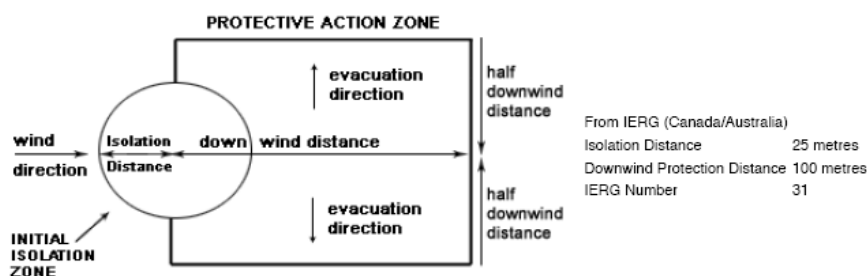 PROTECTIVE ACTION ZONE
evacuation
direction
half
downwind
distance
wind
direction
Isolation
Distance
down
wind distance
evacuation
direction
half
downwind
distance
INITIAL
ISOLATION
ZONE
From IERG (Canada/Australia)
Isolation Distance 25 metres
Downwind Protection Distance 100 metres
IERG Number 31